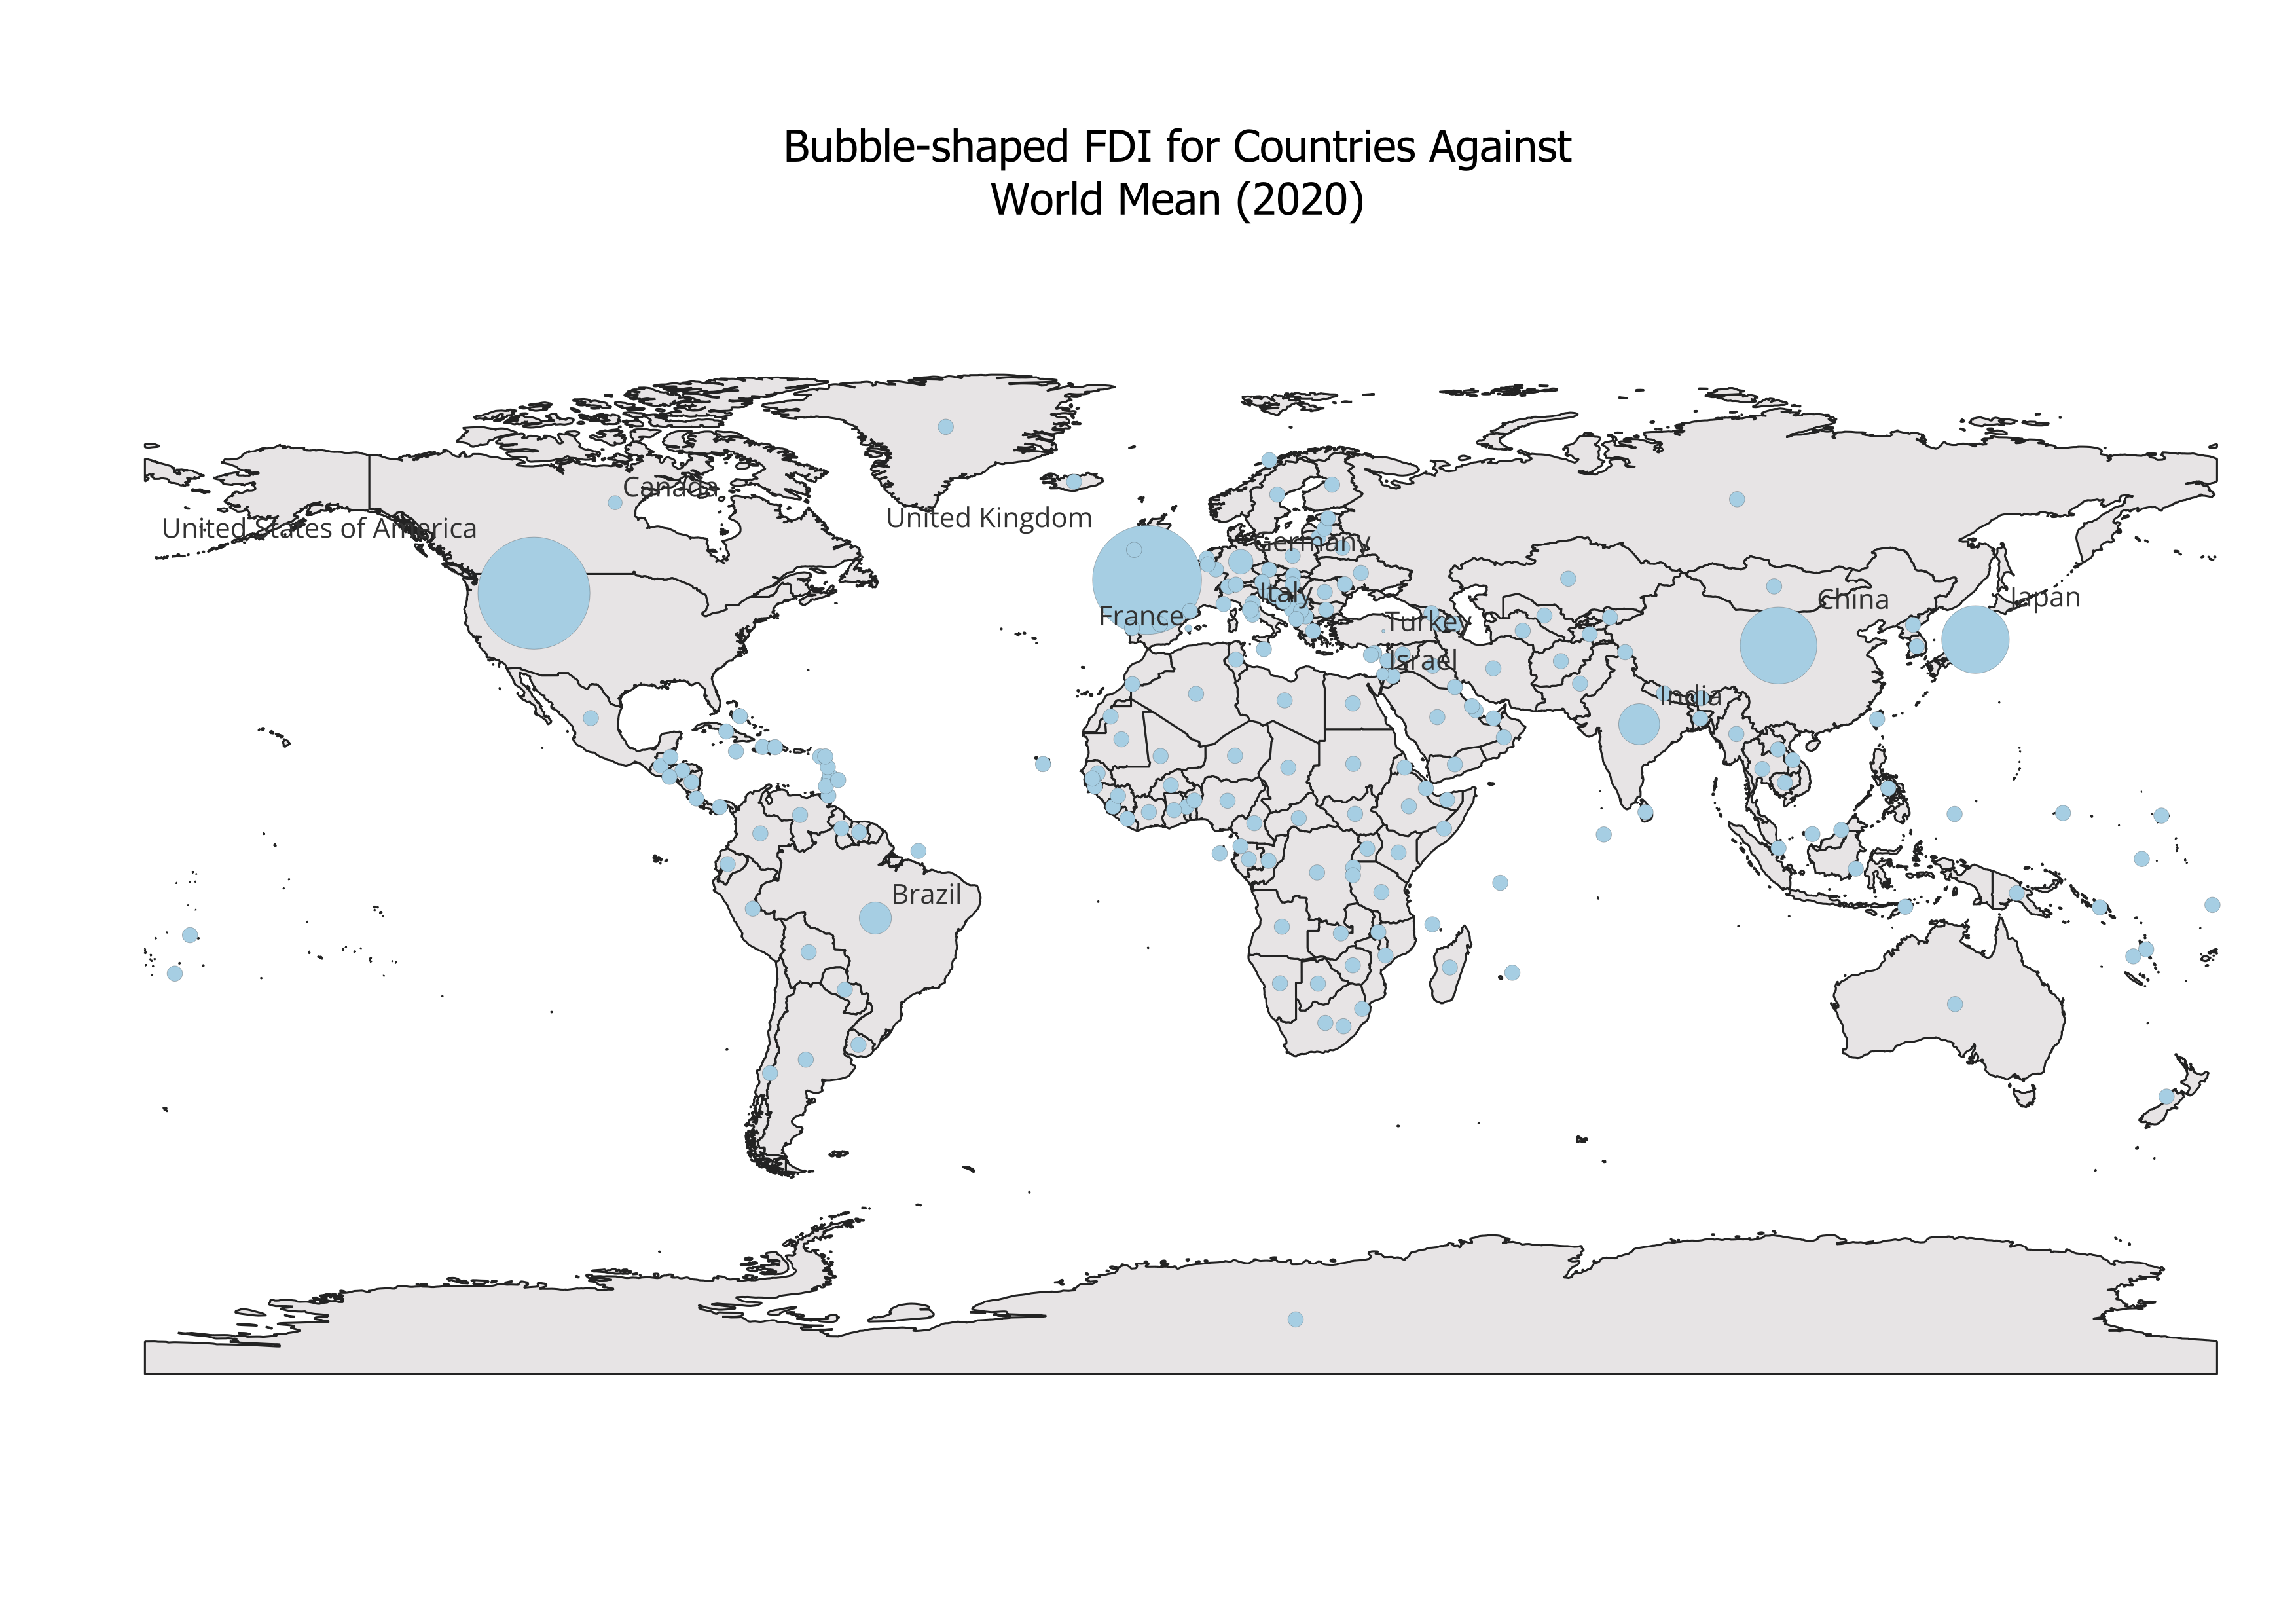 Bubble-shaped FDI for Countries Against
World Mean (2020)
Canada
United Kingdom
United States of America
Germany
Italy
China
Japan
France
Turkey
Israel
India
Brazil